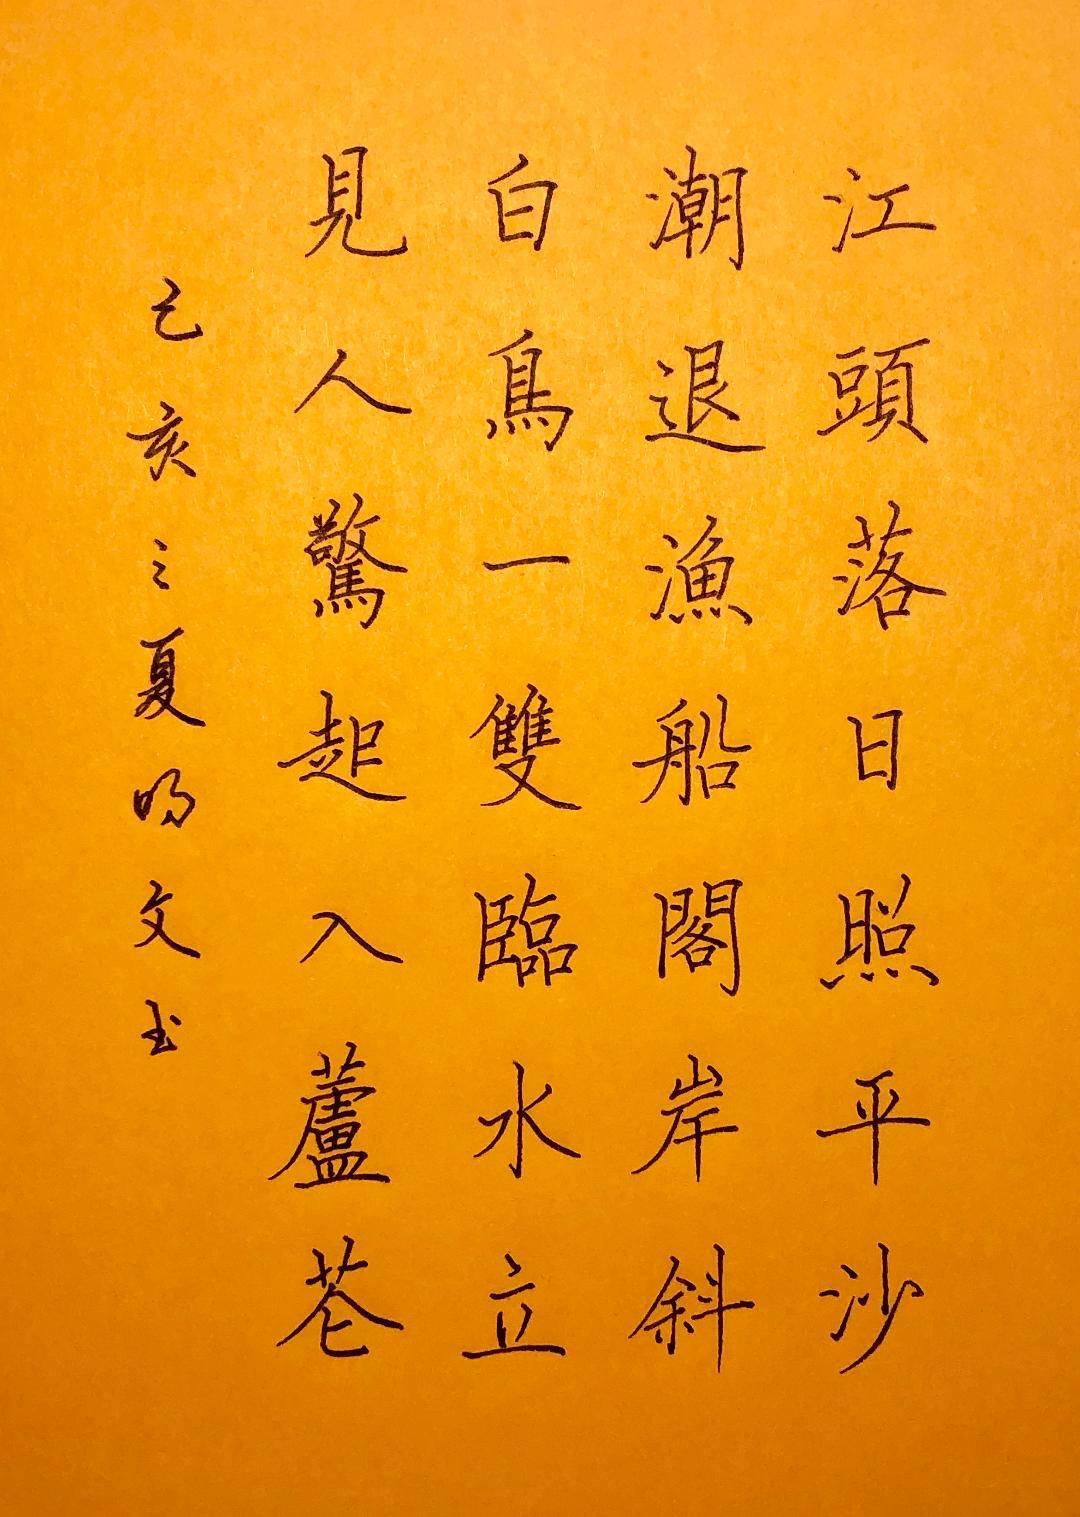 江頭落日照平沙
潮退漁船閣岸斜
白鳥一雙臨水立
見人驚起入蘆花
己亥之夏明文书